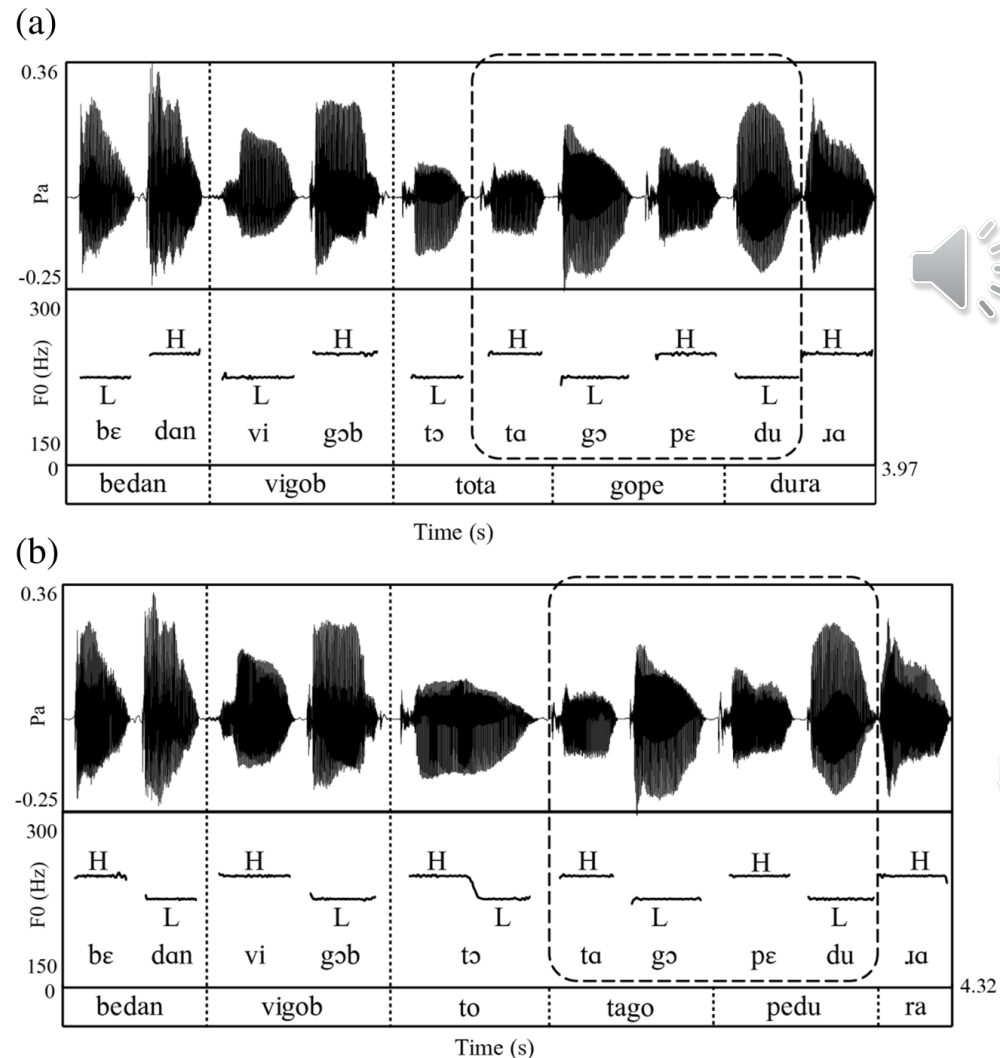 (a)
0.36
Pa
-0.25
300
F0 (Hz)
150
H H H H H
L L L L L
bɛ dɑn vi gɔb tɔ tɑ gɔ pɛ du ɹɑ
0 3.97
bedan vigob tota gope dura
Time (s)
(b)
0.36
Pa
-0.25
300
F0 (Hz)
150
H H H H H H
L L L L L
bɛ dɑn vi gɔb tɔ tɑ gɔ pɛ du ɹɑ
0 4.32
bedan vigob to tago pedu ra
Time (s)